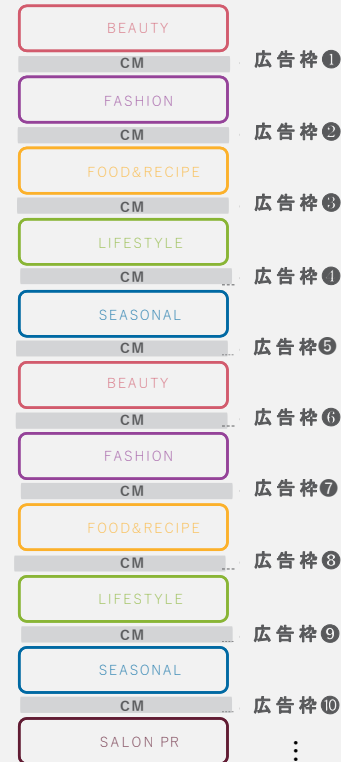 BEAUTY
CM 広告枠❶
FASHION
CM 広告枠❷
FOOD&RECIPE
CM 広告枠❸
LIFESTYLE
CM 広告枠❹
SEASONAL
CM 広告枠❺
BEAUTY
CM 広告枠❻
FASHION
CM 広告枠❼
FOOD&RECIPE
CM 広告枠❽
LIFESTYLE
CM 広告枠❾
SEASONAL
CM 広告枠❿
SALON PR
⋮